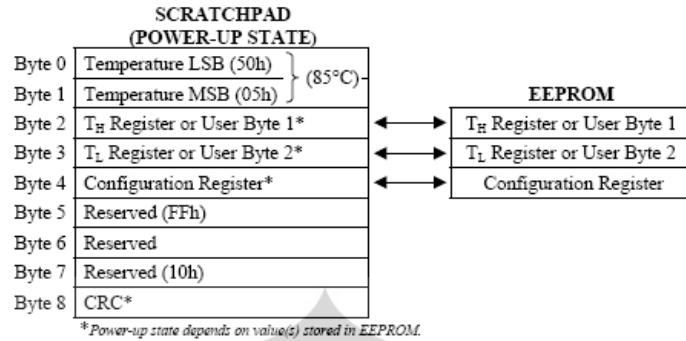 SCRATCHPAD
(POWER-UP STATE)
Byte 0 Temperature LSB (50h)
(85°C)
Byte 1 Temperature MSB (05h)
EEPROM
Byte 2 TH Register or User Byte 1* TH Register or User Byte 1
Byte 3 TL Register or User Byte 2* TL Register or User Byte 2
Byte 4 Configuration Register* Configuration Register
Byte 5 Reserved (FFh)
Byte 6 Reserved
Byte 7 Reserved (10h)
Byte 8 CRC*
*Power-up state depends on value(s) stored in EEPROM.